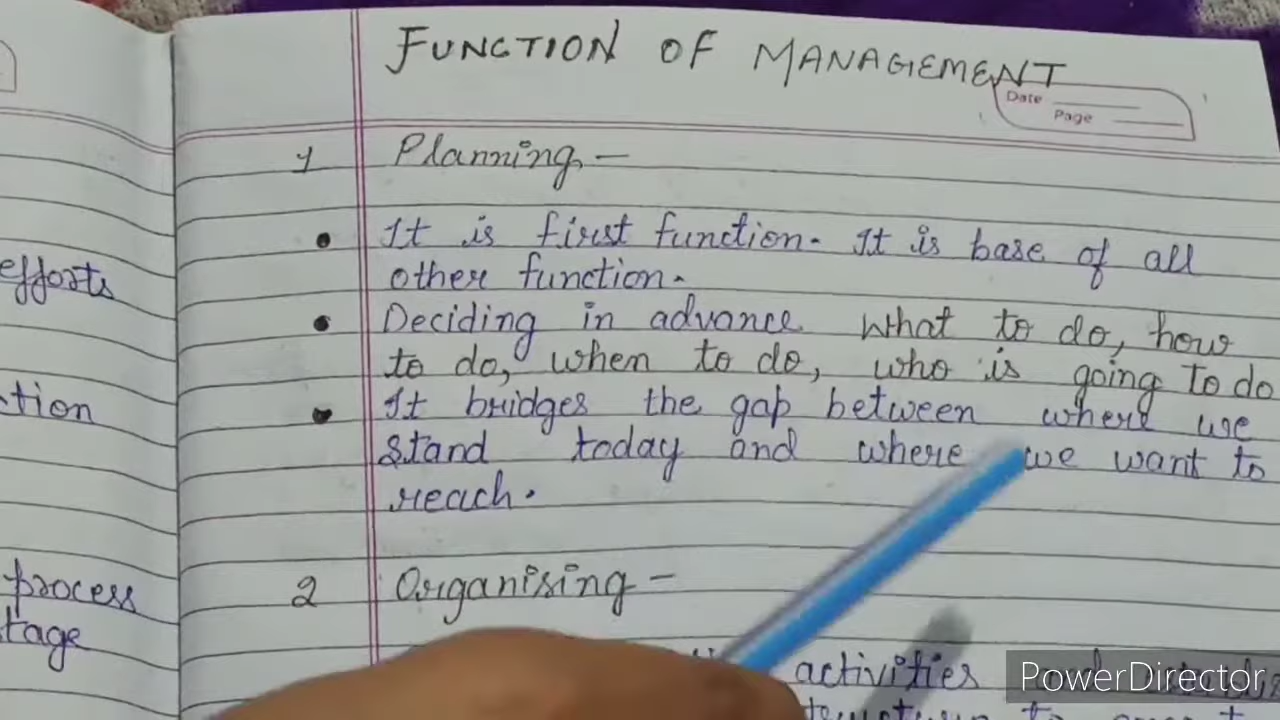 FUNCTION OF MANAGEMENT
Date
Page
1 Planning -
• It is first function. It is base of all
other function.
• Deciding in advance what to do, how
to do, when to do, who is going to do
• It bridges the gap between where we
stand today and where we want to
reach.
2 Organising -
activities and
efforts
ction
process
tage
PowerDirector